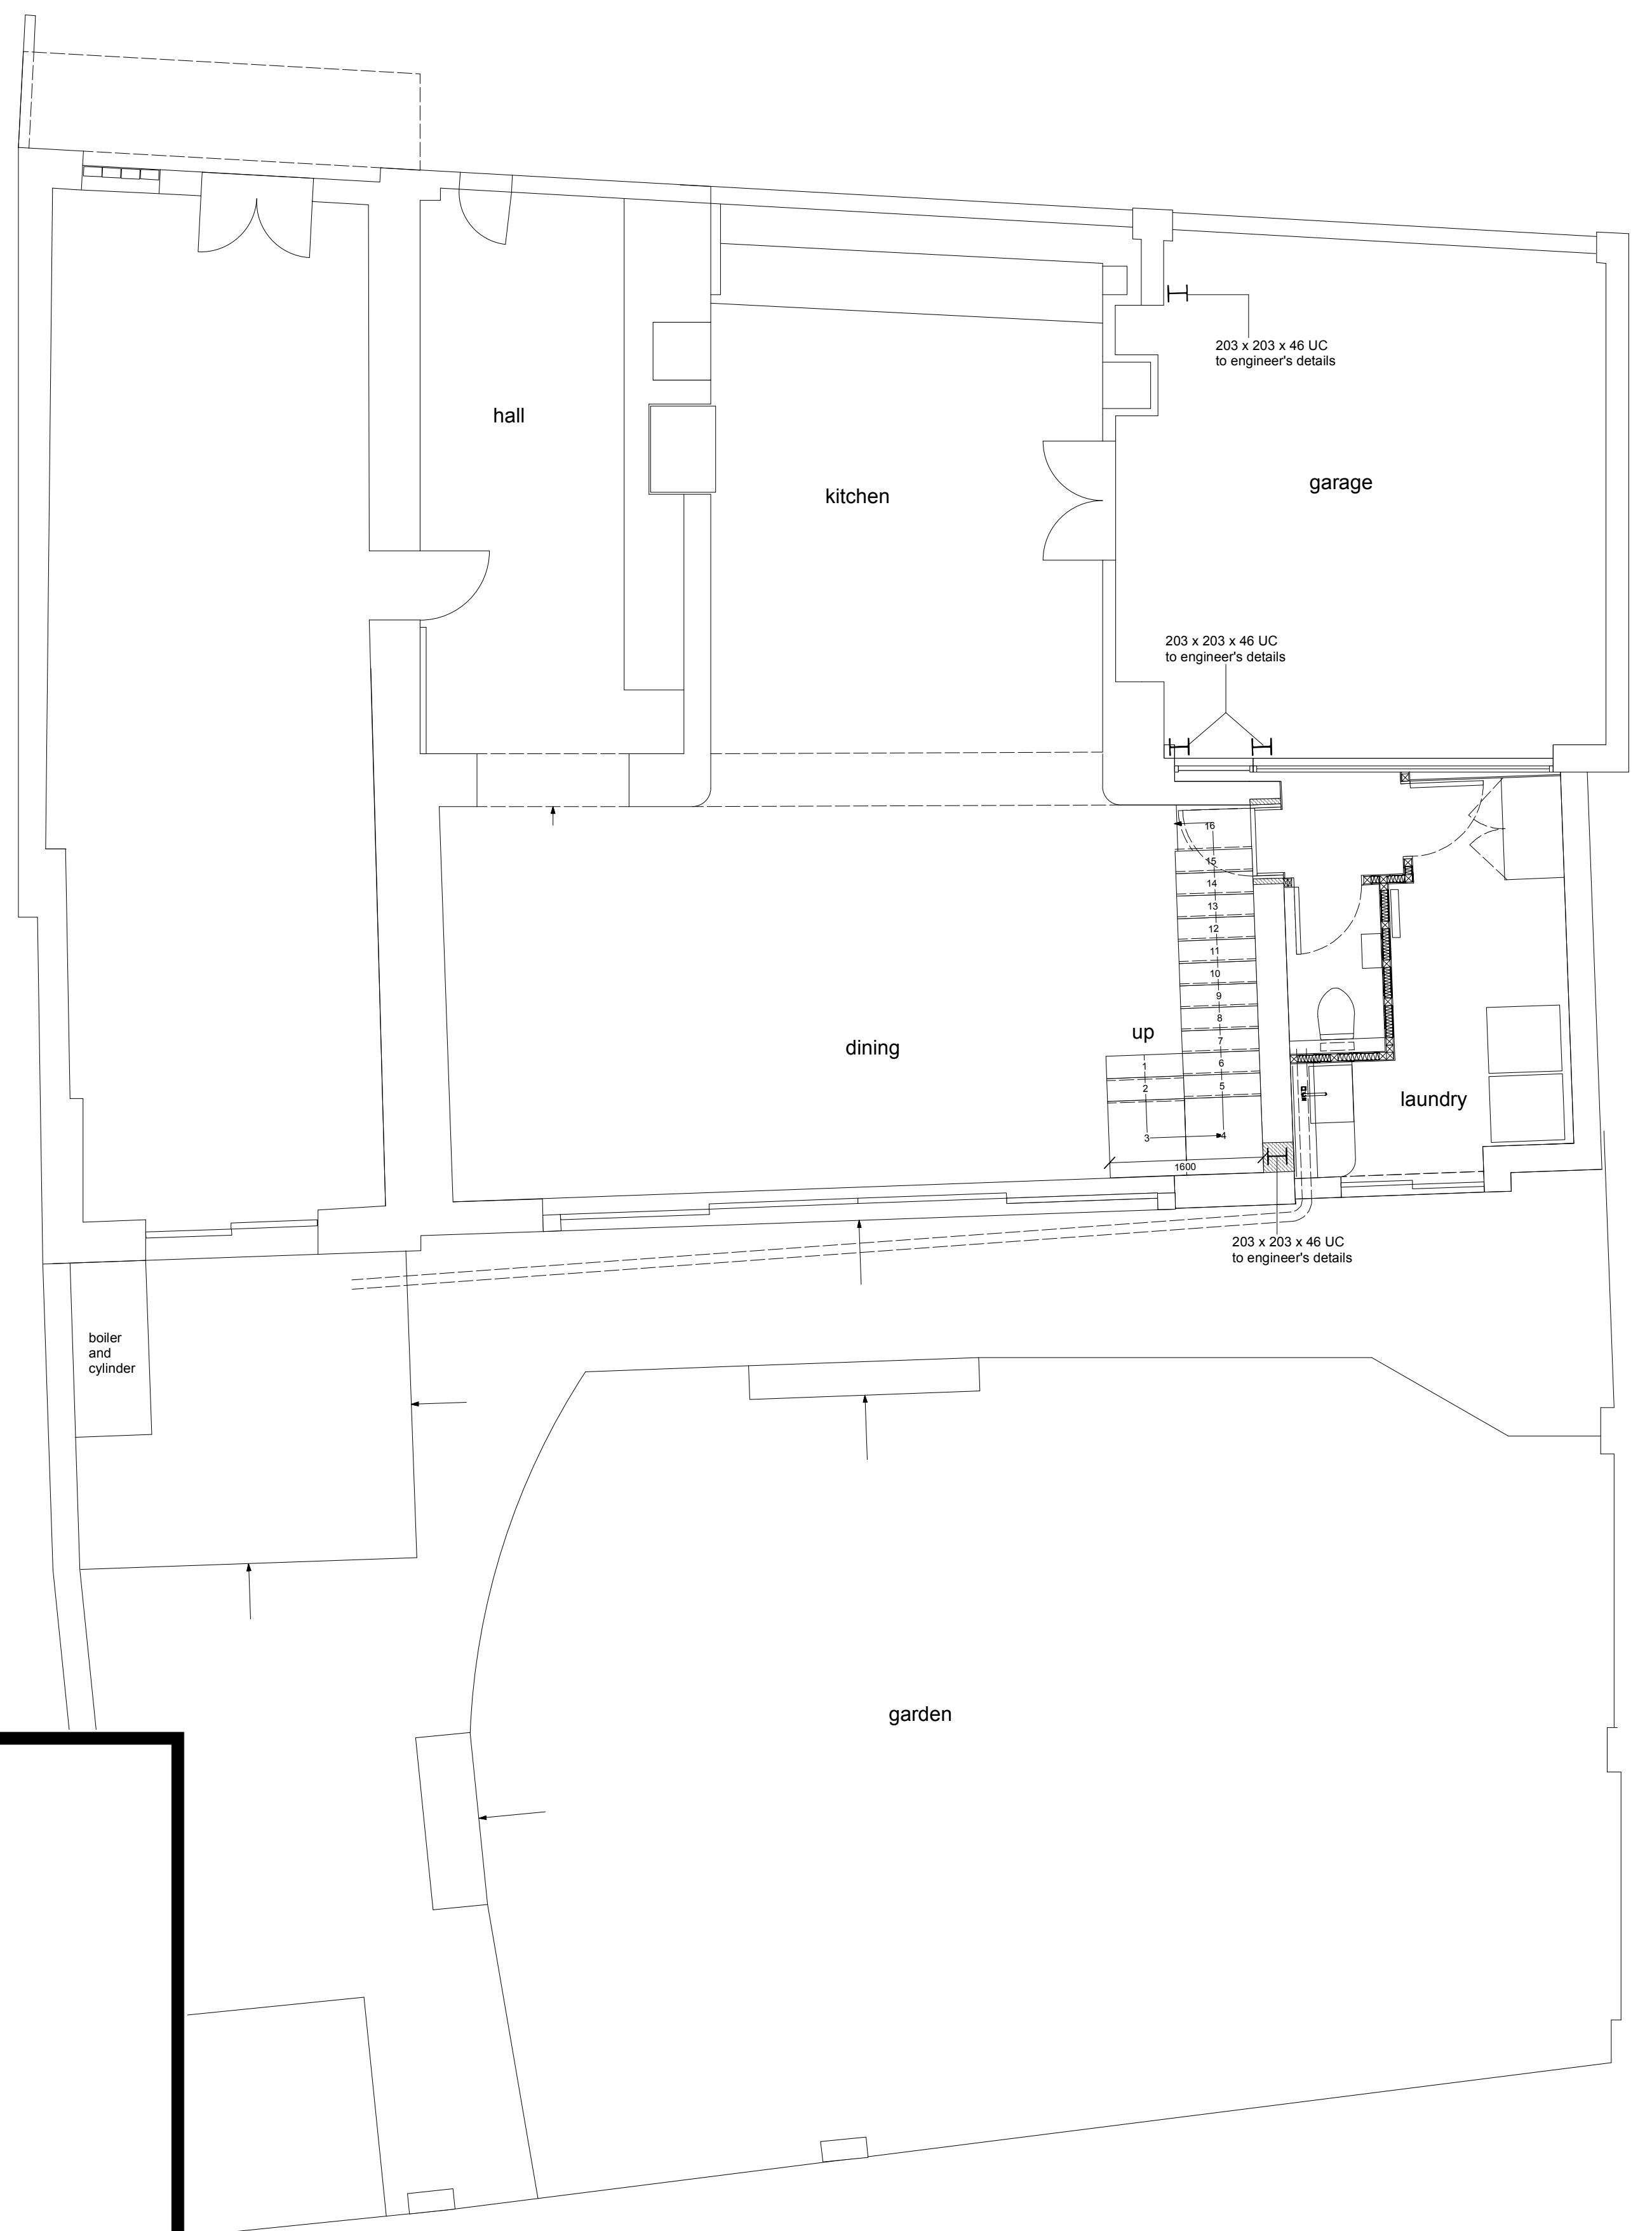 203 x 203 x 46 UC
to engineer's details
hall
kitchen
garage
203 x 203 x 46 UC
to engineer's details
16
15
14
13
12
11
10
9
8
7
6
5
up
1
2
3
4
dining
laundry
1600
203 x 203 x 46 UC
to engineer's details
boiler
and
cylinder
garden